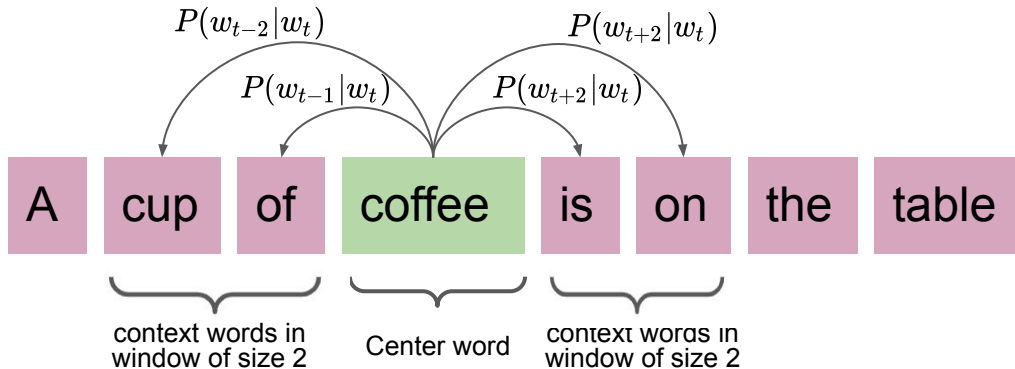 P(w_{t−2}|w_t) P(w_{t+2}|w_t)
P(w_{t−1}|w_t) P(w_{t+2}|w_t)
A cup of coffee is on the table
context words in window of size 2
Center word
context words in window of size 2